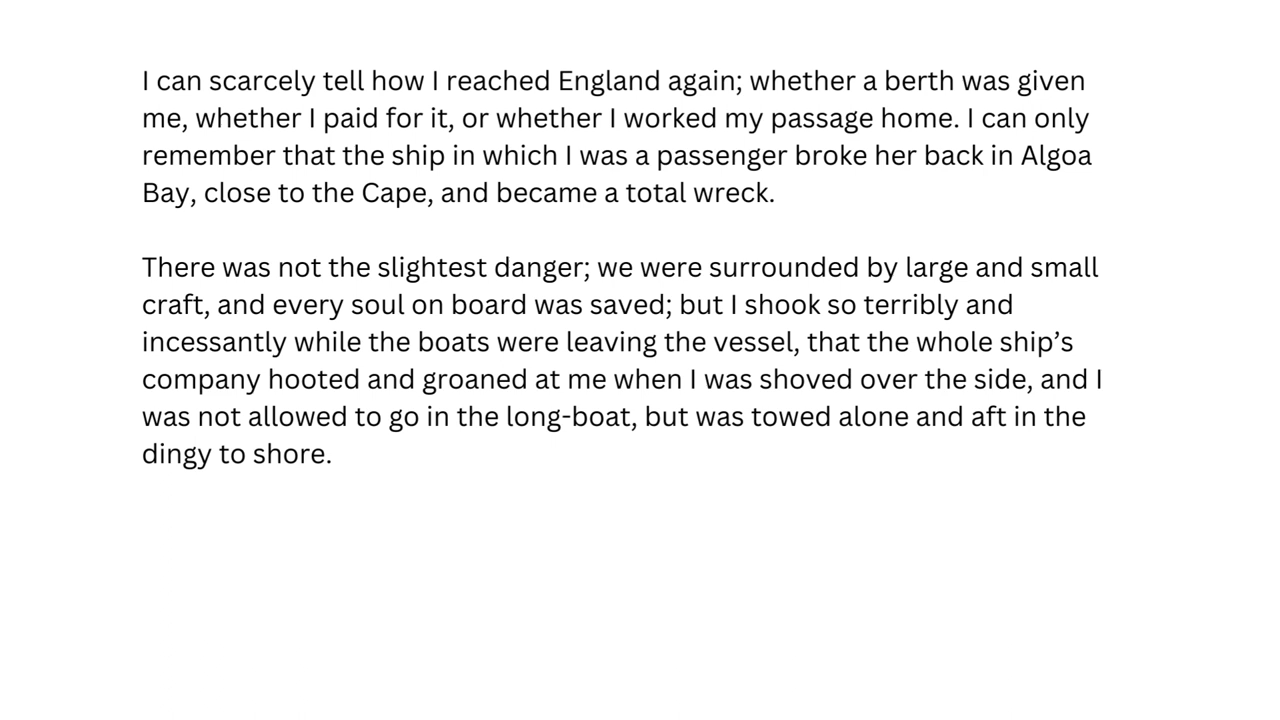 I can scarcely tell how I reached England again; whether a berth was given
me, whether I paid for it, or whether I worked my passage home. I can only
remember that the ship in which I was a passenger broke her back in Algoa
Bay, close to the Cape, and became a total wreck.
There was not the slightest danger; we were surrounded by large and small
craft, and every soul on board was saved; but I shook so terribly and
incessantly while the boats were leaving the vessel, that the whole ship’s
company hooted and groaned at me when I was shoved over the side, and I
was not allowed to go in the long-boat, but was towed alone and aft in the
dingy to shore.